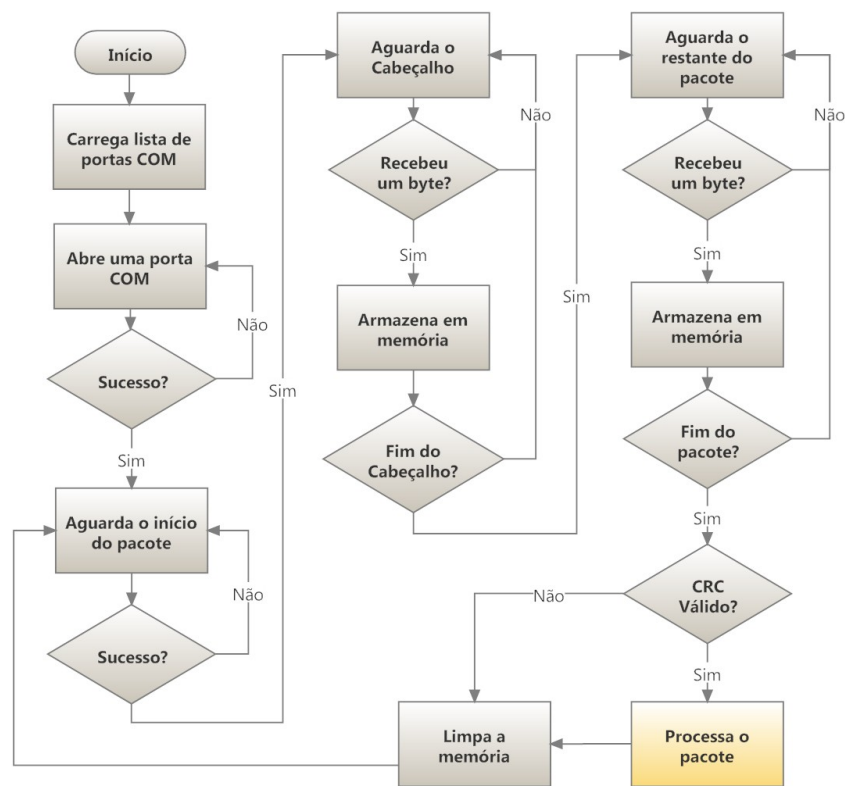 Início
Carrega lista de
portas COM
Abre uma porta
COM
Não
Sucesso?
Sim
Aguarda o início
do pacote
Não
Sucesso?
Sim
Aguarda o
Cabeçalho
Não
Recebeu
um byte?
Sim
Armazena em
memória
Fim do
Cabeçalho?
Sim
Aguarda o
restante do
pacote
Não
Recebeu
um byte?
Sim
Armazena em
memória
Fim do
pacote?
Sim
CRC
Válido?
Não
Sim
Processa o
pacote
Limpa a
memória